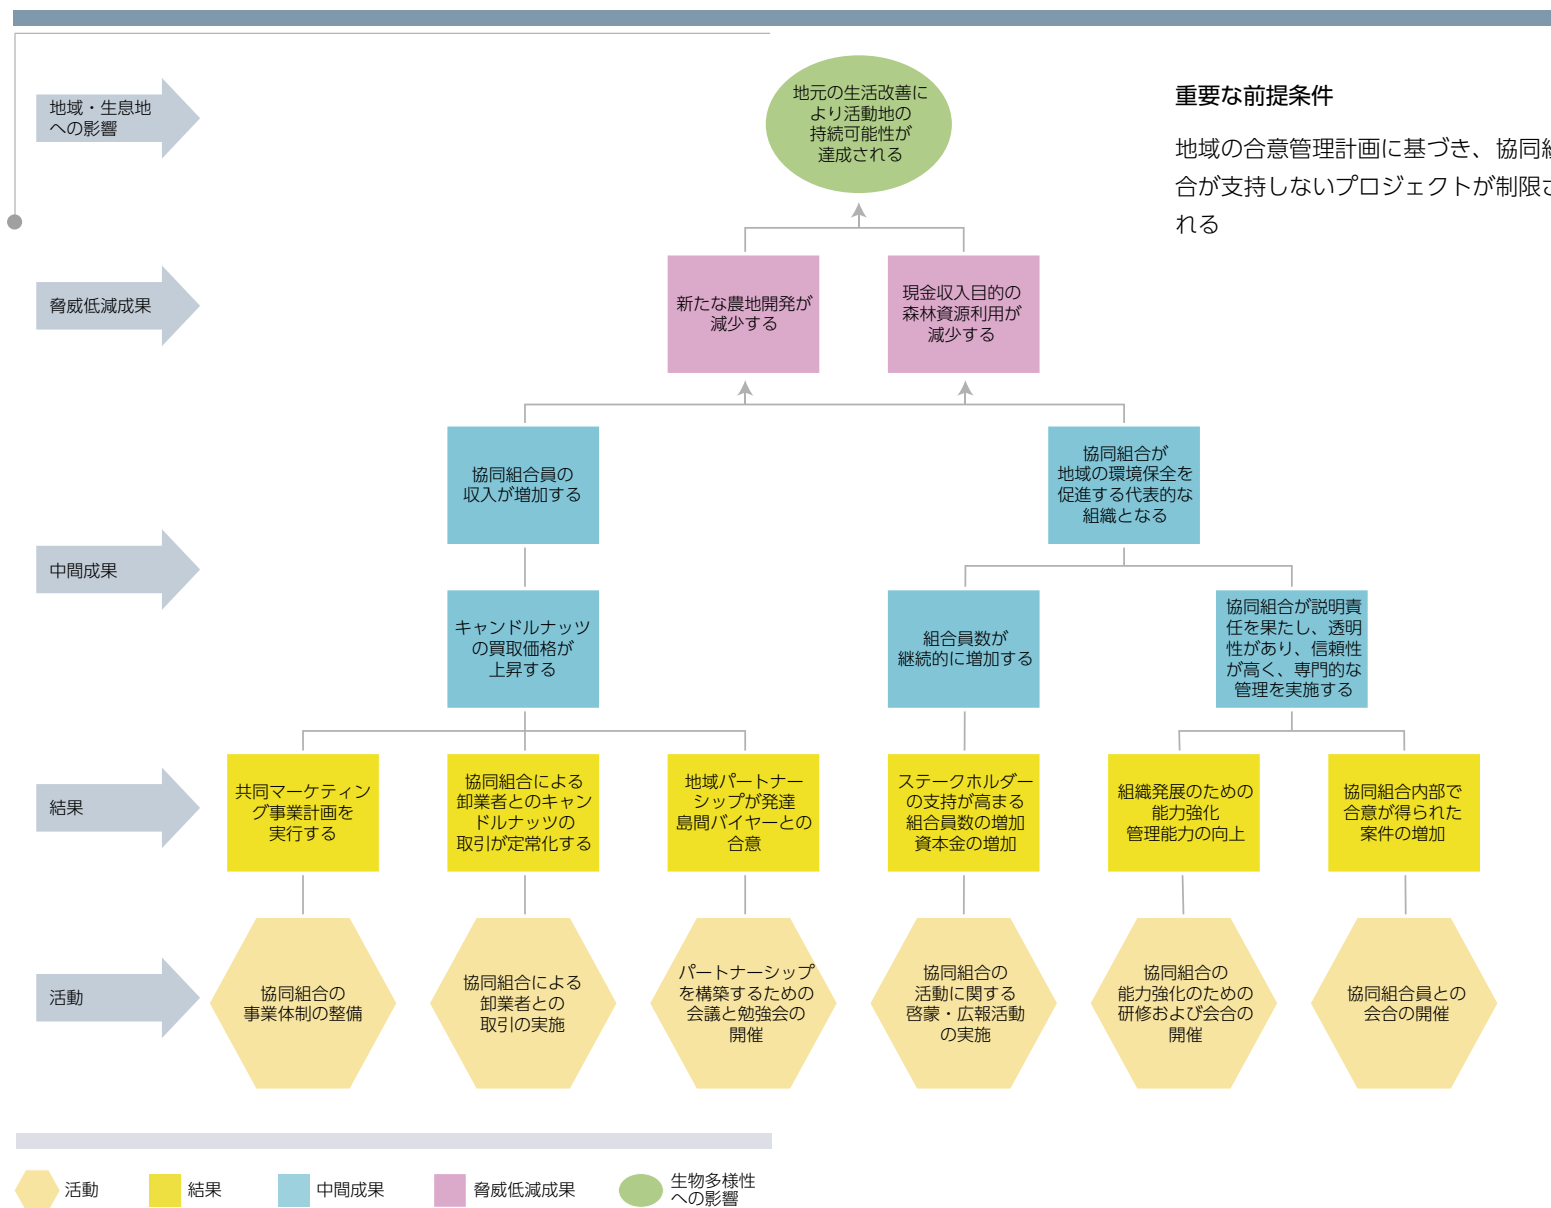 地域・生息地
への影響
地元の生活改善に
より活動地の
持続可能性が
達成される
重要な前提条件
地域の合意管理計画に基づき、協同組
合が支持しないプロジェクトが制限さ
れる
脅威低減成果
新たな農地開発が
減少する
現金収入目的の
森林資源利用が
減少する
中間成果
協同組合員の
収入が増加する
協同組合が
地域の環境保全を
促進する代表的な
組織となる
キャンドルナッツ
の買取価格が
上昇する
組合員数が
継続的に増加する
協同組合が説明責
任を果たし、透明
性があり、信頼性
が高く、専門的な
管理を実施する
結果
共同マーケティン
グ事業計画を
実行する
協同組合による
卸業者とのキャン
ドルナッツの
取引が定常化する
地域パートナー
シップが発達
島間バイヤーとの
合意
ステークホルダー
の支持が高まる
組合員数の増加
資本金の増加
組織発展のための
能力強化
管理能力の向上
協同組合内部で
合意が得られた
案件の増加
活動
協同組合の
事業体制の整備
協同組合による
卸業者との
取引の実施
パートナーシップ
を構築するための
会議と勉強会の
開催
協同組合の
活動に関する
啓蒙・広報活動
の実施
協同組合の
能力強化のための
研修および会合の
開催
協同組合員との
会合の開催
活動
結果
中間成果
脅威低減成果
生物多様性
への影響